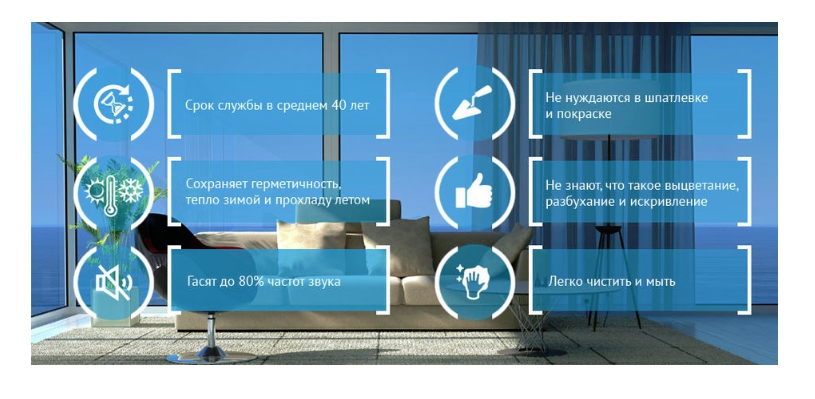 Срок службы в среднем 40 лет
Сохраняет герметичность,
тепло зимой и прохладу летом
Гасят до 80% частот звука
Не нуждаются в шпатлевке
и покраске
Не знают, что такое выцветание,
разбухание и искривление
Легко чистить и мыть